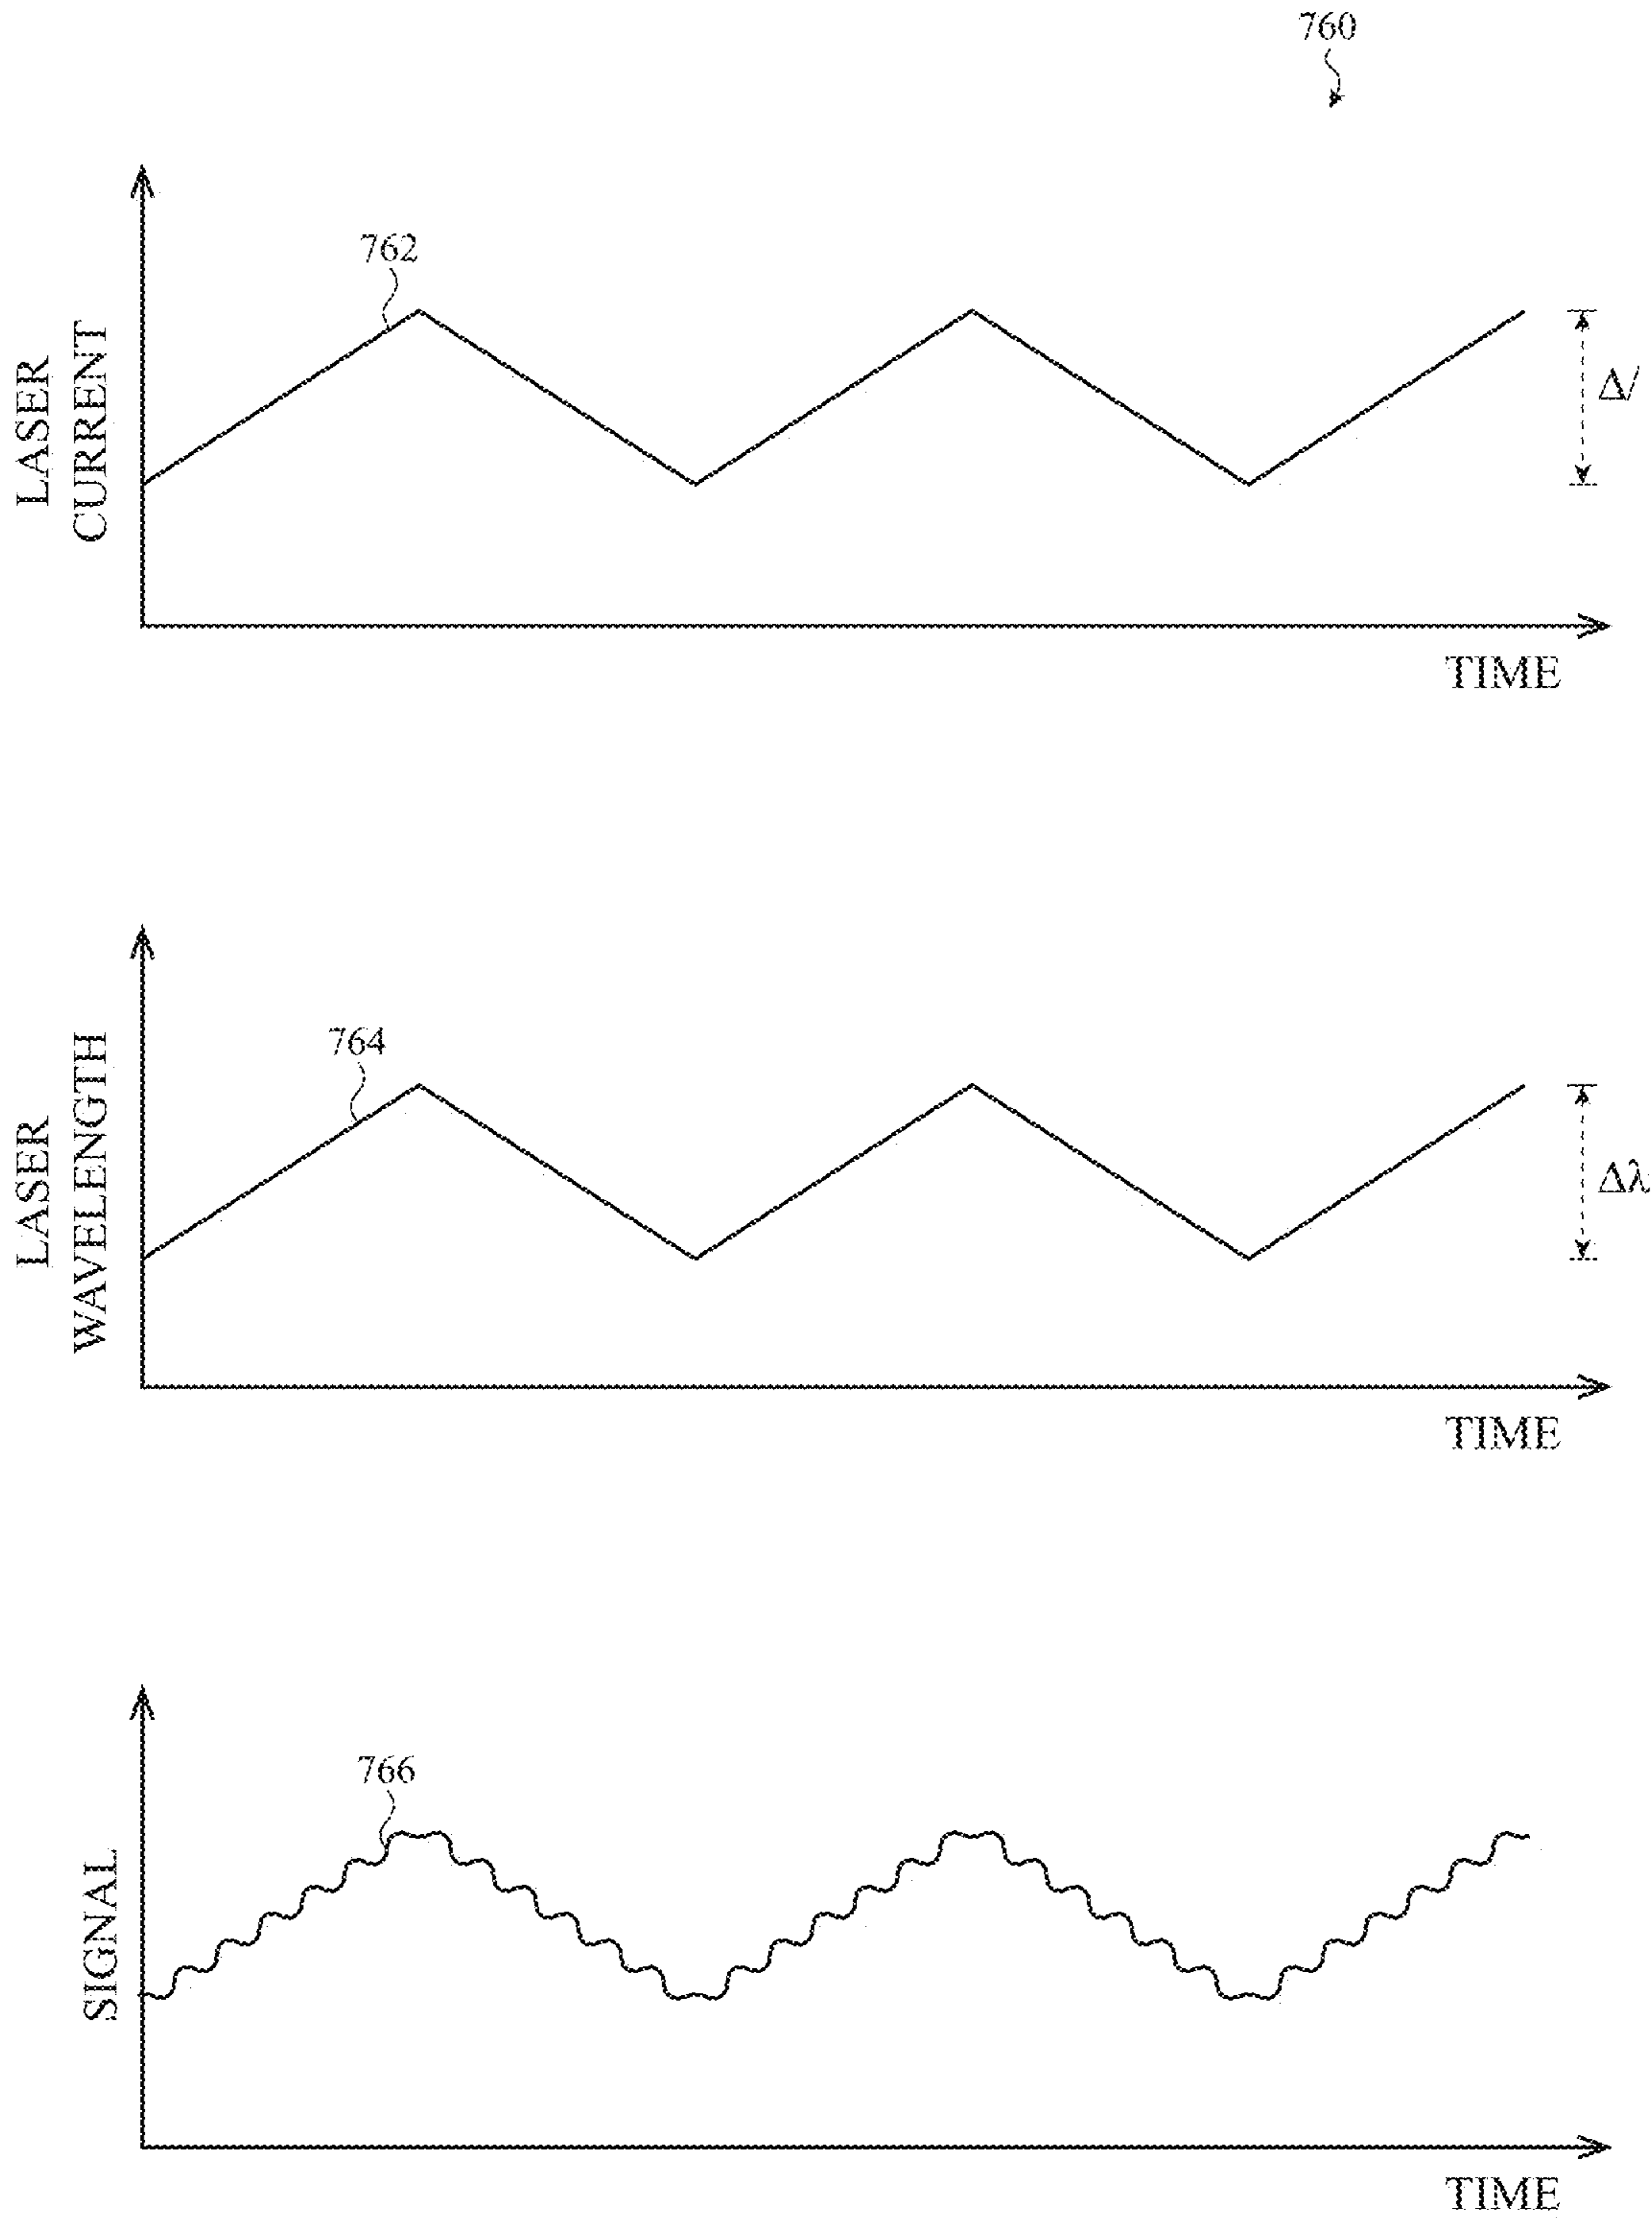 760
762
LASER
CURRENT
ΔI
TIME
764
LASER
WAVELENGTH
Δλ
TIME
766
SIGNAL
TIME